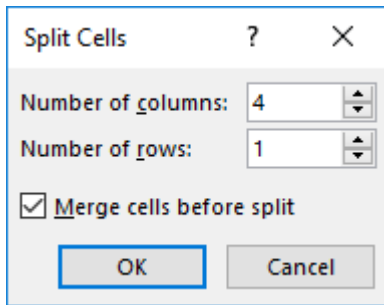 Split Cells ?
Number of columns: 4
Number of rows: 1
Merge cells before split
OK Cancel